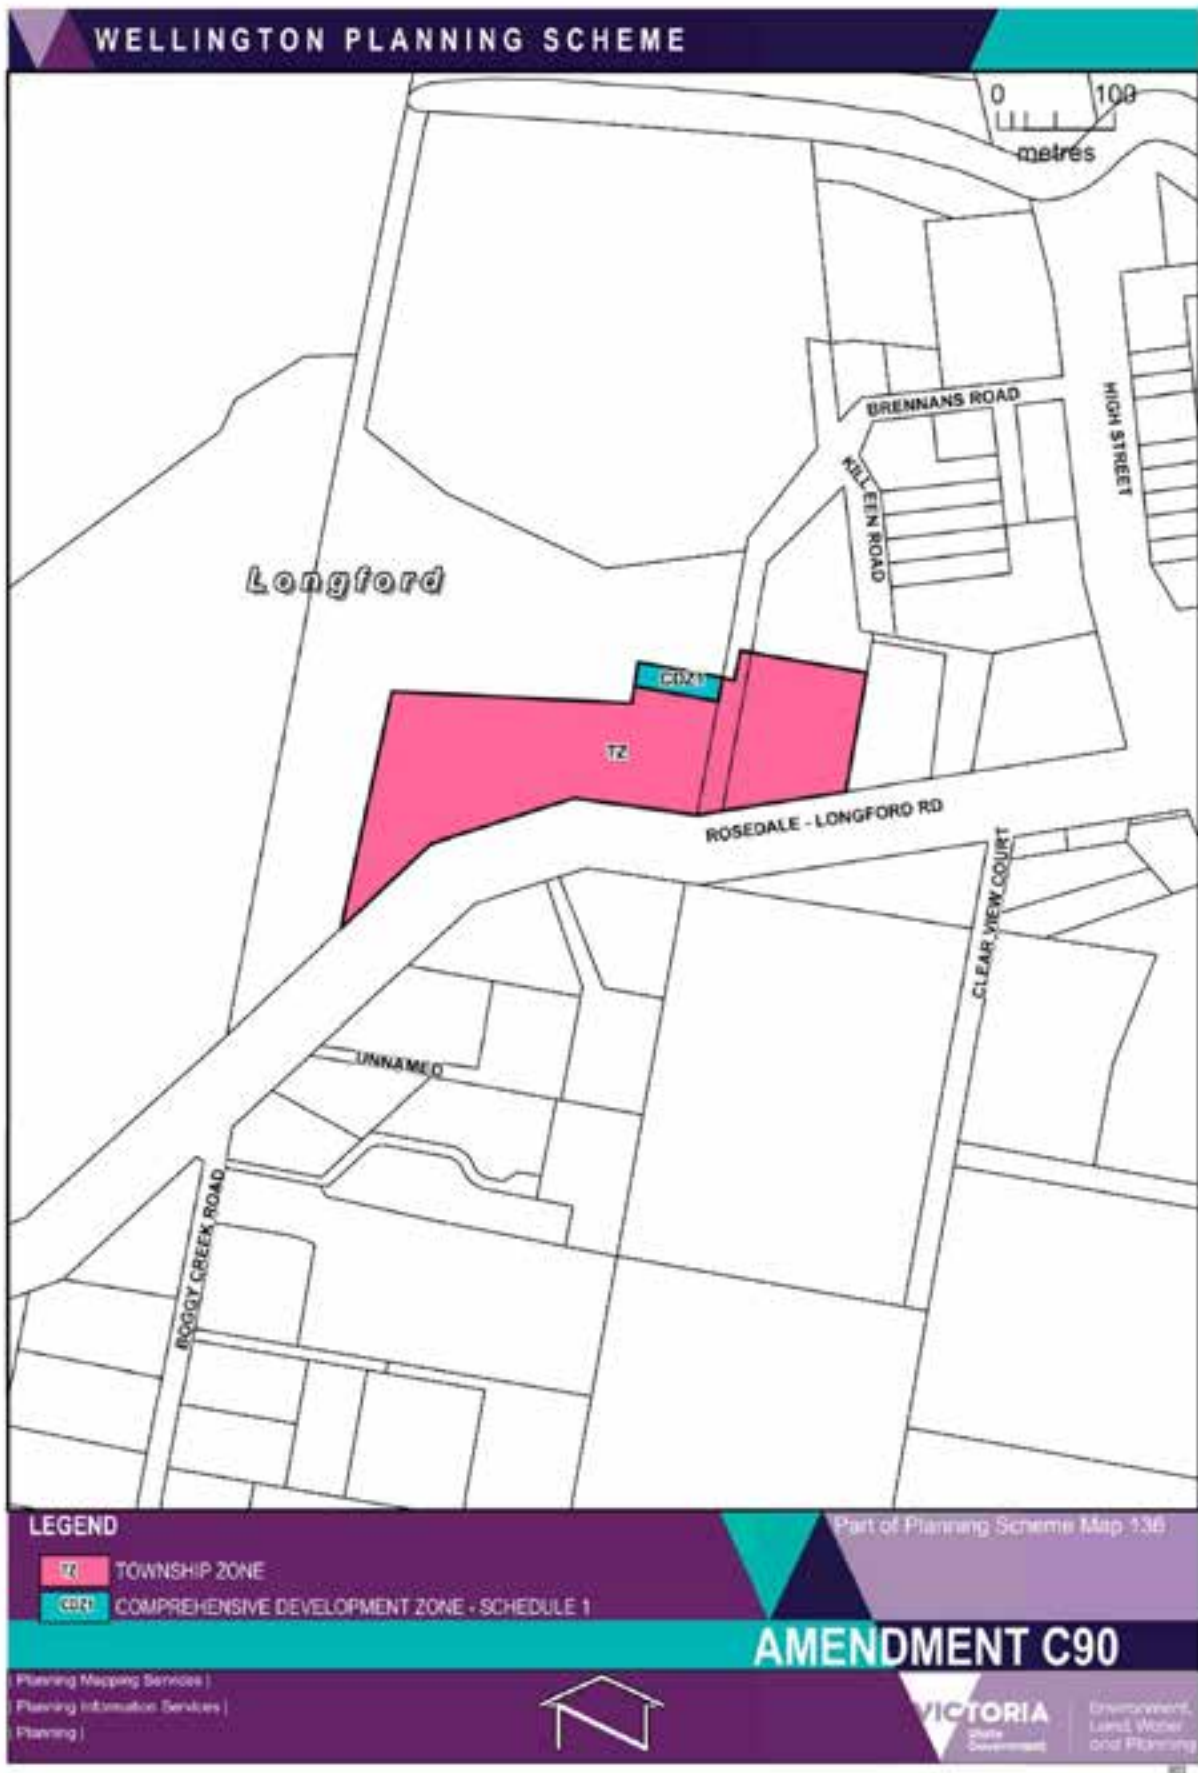 WELLINGTON PLANNING SCHEME
0 100
metres
BRENNANS ROAD
HIGH STREET
KILLEEN ROAD
Longford
CDZ1
TZ
ROSEDALE - LONGFORD RD
CLEAR VIEW COURT
UNNAMED
BOGGY CREEK ROAD
LEGEND
TZ TOWNSHIP ZONE
CDZ1 COMPREHENSIVE DEVELOPMENT ZONE - SCHEDULE 1
Part of Planning Scheme Map 136
AMENDMENT C90
| Planning Mapping Services |
| Planning Information Services |
| Planning |
VICTORIA
State
Government
Environment,
Land, Water
and Planning